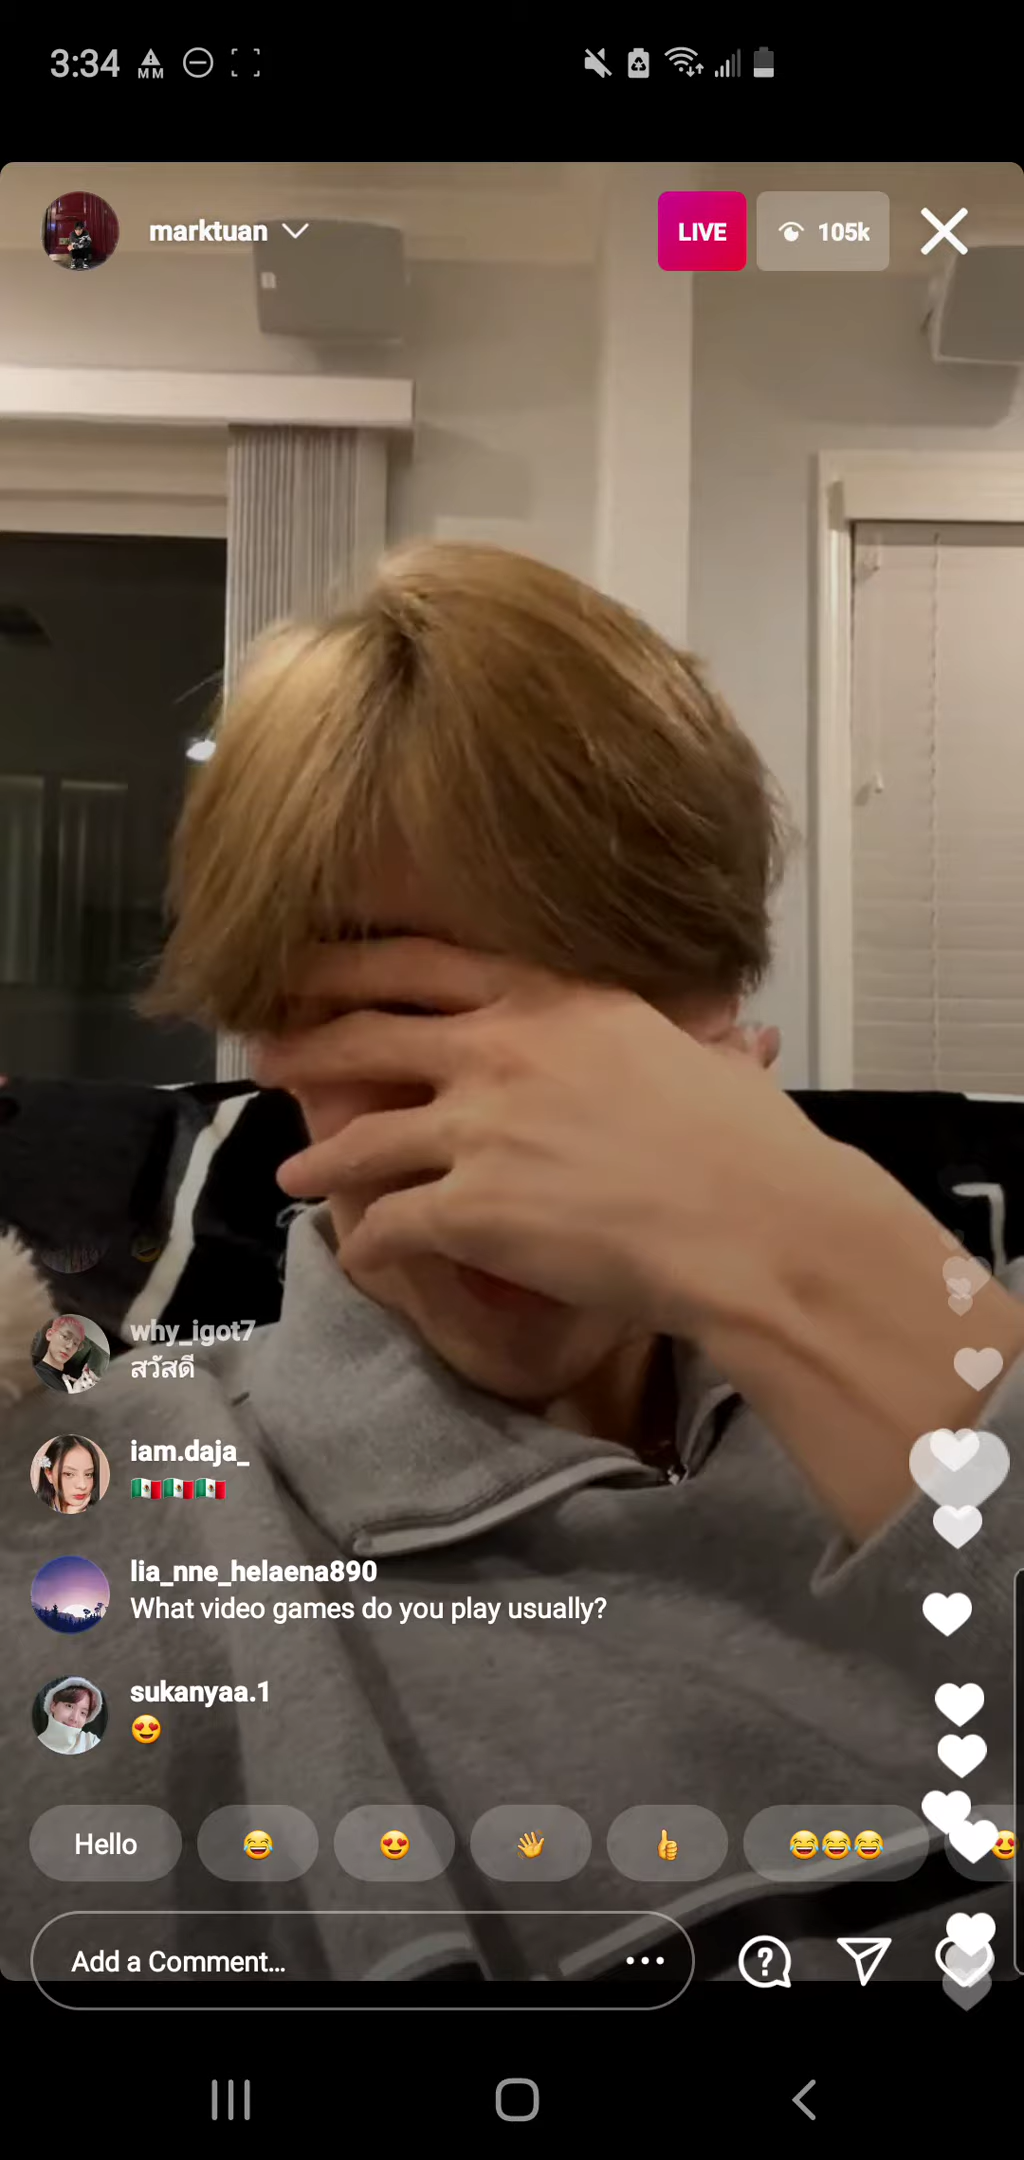 3:34
MM
marktuan
LIVE
105k
why_igot7
สวัสดี
iam.daja_
🇲🇽🇲🇽🇲🇽
lia_nne_helaena890
What video games do you play usually?
sukanyaa.1
😍
Hello 😂 😍 👋 👍 😂😂😂 😍
Add a Comment...